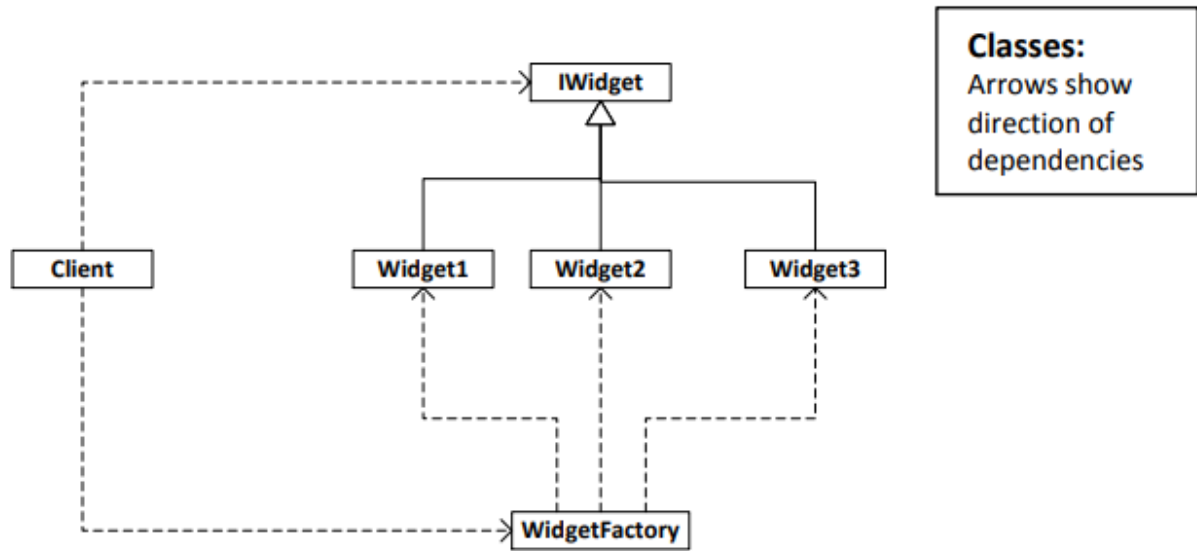 Classes:
Arrows show
direction of
dependencies
IWidget
Client
Widget1
Widget2
Widget3
WidgetFactory